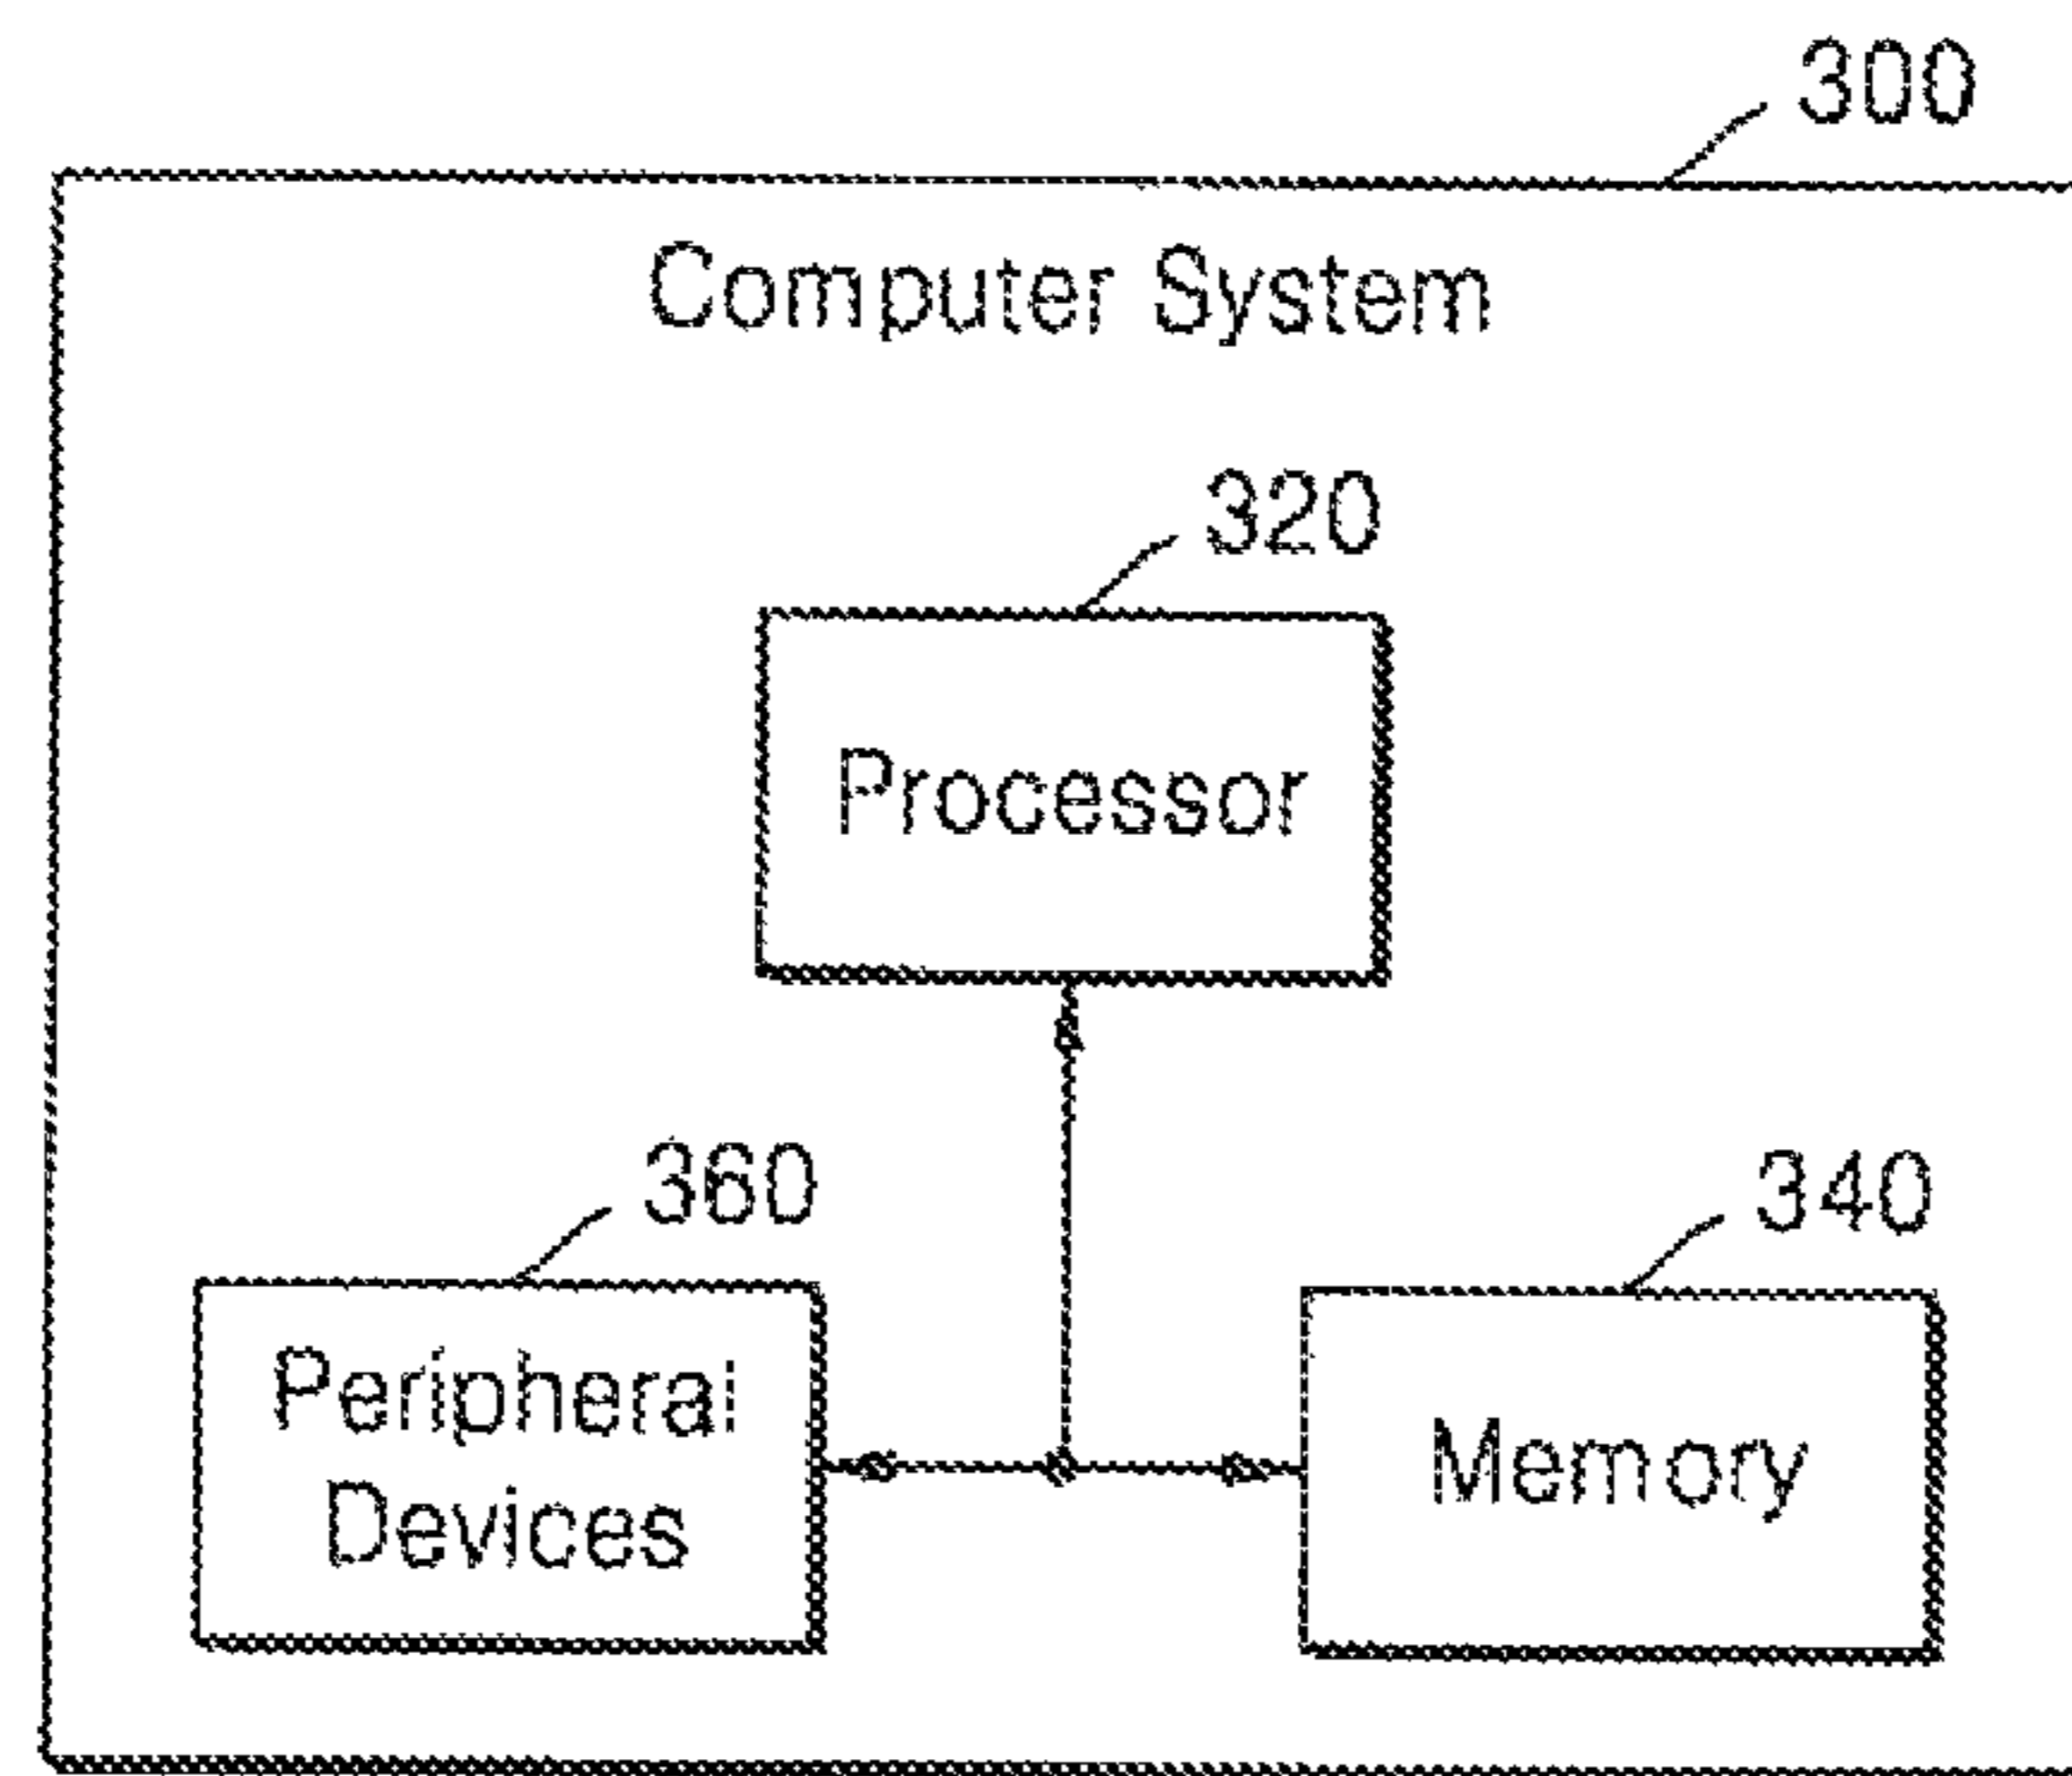 300
Computer System
320
Processor
360
340
Peripheral
Devices
Memory